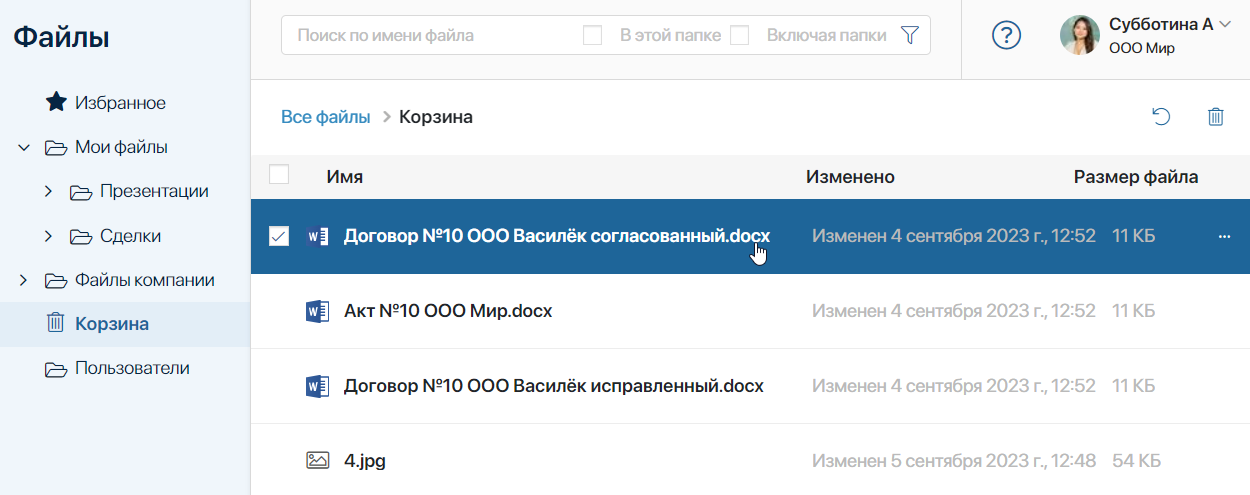 Файлы
Поиск по имени файла В этой папке Включая папки
?
Субботина А
ООО Мир
Избранное
Мои файлы
Презентации
Сделки
Файлы компании
Корзина
Пользователи
Все файлы > Корзина
Имя Изменено Размер файла
W Договор №10 ООО Василёк согласованный.docx Изменен 4 сентября 2023 г., 12:52 11 КБ ...
W Акт №10 ООО Мир.docx Изменен 4 сентября 2023 г., 12:52 11 КБ
W Договор №10 ООО Василёк исправленный.docx Изменен 4 сентября 2023 г., 12:52 11 КБ
4.jpg Изменен 5 сентября 2023 г., 12:48 54 КБ